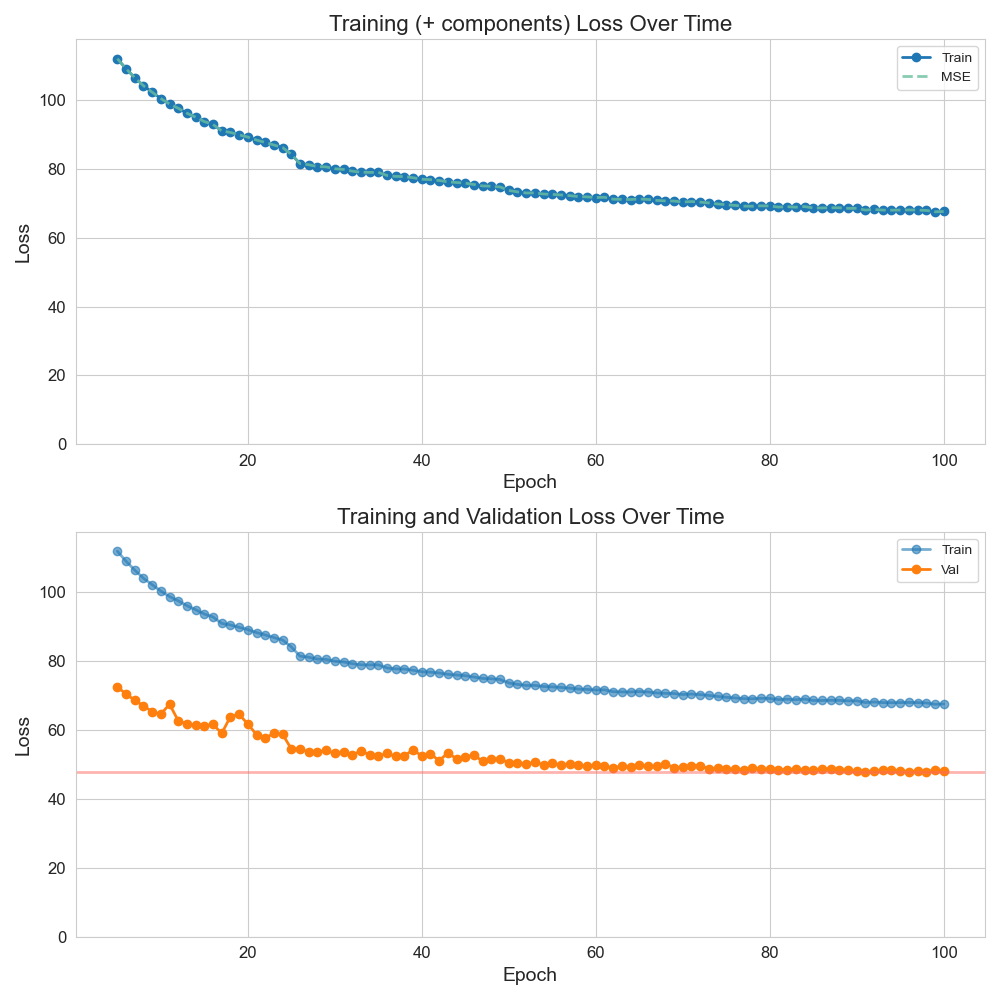 Training (+ components) Loss Over Time
Train
MSE
Loss
100
80
60
40
20
0
20 40 60 80 100
Epoch
Training and Validation Loss Over Time
Train
Val
Loss
100
80
60
40
20
0
20 40 60 80 100
Epoch